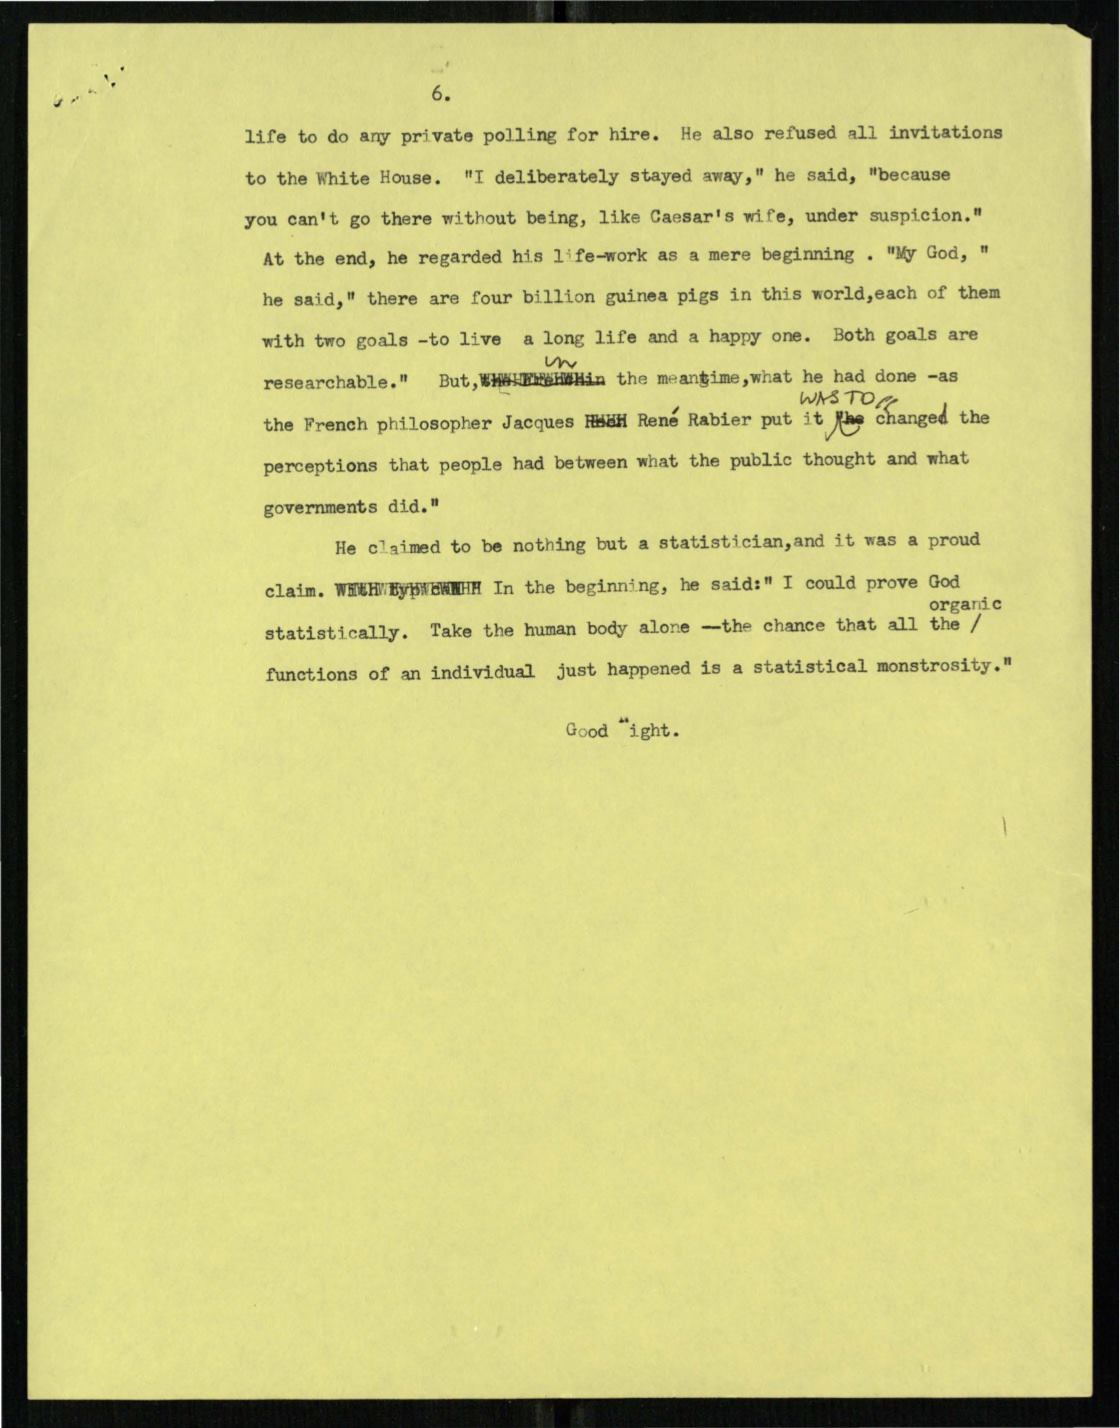 6.
life to do any private polling for hire. He also refused all invitations
to the White House. "I deliberately stayed away," he said, "because
you can't go there without being, like Caesar's wife, under suspicion."
At the end, he regarded his life-work as a mere beginning . "My God, "
he said," there are four billion guinea pigs in this world,each of them
with two goals -to live a long life and a happy one. Both goals are
in
researchable." But, the meantime,what he had done -as
WAS TO
the French philosopher Jacques René Rabier put it "he changed the
perceptions that people had between what the public thought and what
governments did."
He claimed to be nothing but a statistician,and it was a proud
claim. In the beginning, he said:" I could prove God
organic
statistically. Take the human body alone --the chance that all the /
functions of an individual just happened is a statistical monstrosity."
Good Night.